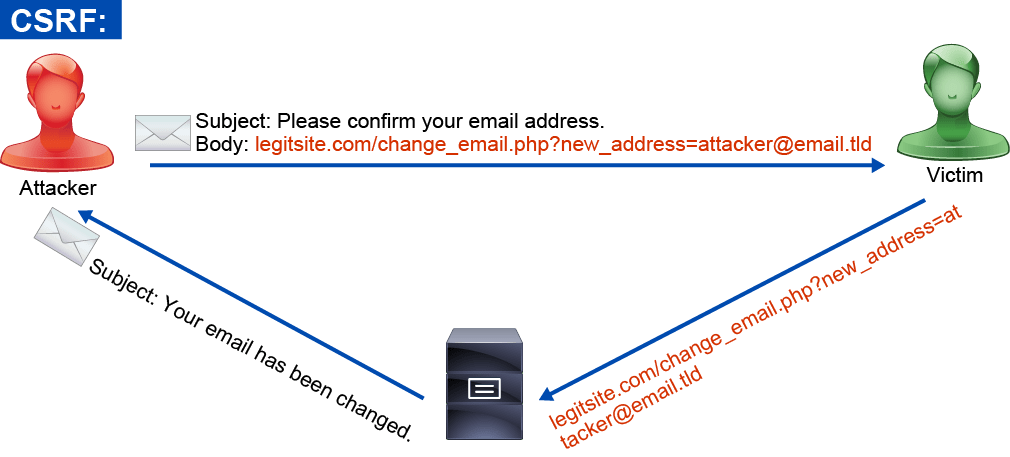 CSRF:
Subject: Please confirm your email address.
Body: legitsite.com/change_email.php?new_address=attacker@email.tld
Attacker
Victim
Subject: Your email has been changed.
legitsite.com/change_email.php?new_address=at
tacker@email.tld